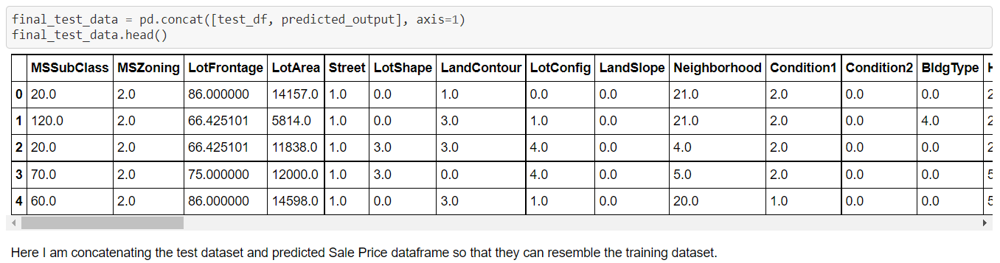 final_test_data = pd.concat([test_df, predicted_output], axis=1)
final_test_data.head()
MSSubClass MSZoning LotFrontage LotArea Street LotShape LandContour LotConfig LandSlope Neighborhood Condition1 Condition2 BldgType
0 20.0 2.0 86.000000 14157.0 1.0 0.0 1.0 0.0 0.0 21.0 2.0 0.0 0.0
1 120.0 2.0 66.425101 5814.0 1.0 0.0 3.0 1.0 0.0 21.0 2.0 0.0 4.0
2 20.0 2.0 66.425101 11838.0 1.0 3.0 3.0 4.0 0.0 4.0 2.0 0.0 0.0
3 70.0 2.0 75.000000 12000.0 1.0 3.0 0.0 4.0 0.0 5.0 2.0 0.0 0.0
4 60.0 2.0 86.000000 14598.0 1.0 0.0 3.0 1.0 0.0 20.0 1.0 0.0 0.0
Here I am concatenating the test dataset and predicted Sale Price dataframe so that they can resemble the training dataset.